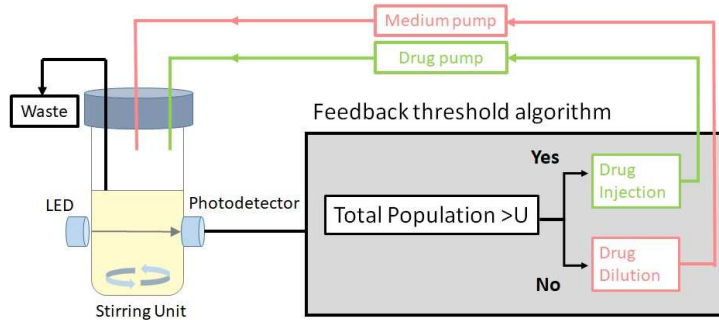 Medium pump
Drug pump
Waste
Feedback threshold algorithm
Yes
Drug
Injection
LED
Photodetector
Total Population >U
No
Drug
Dilution
Stirring Unit